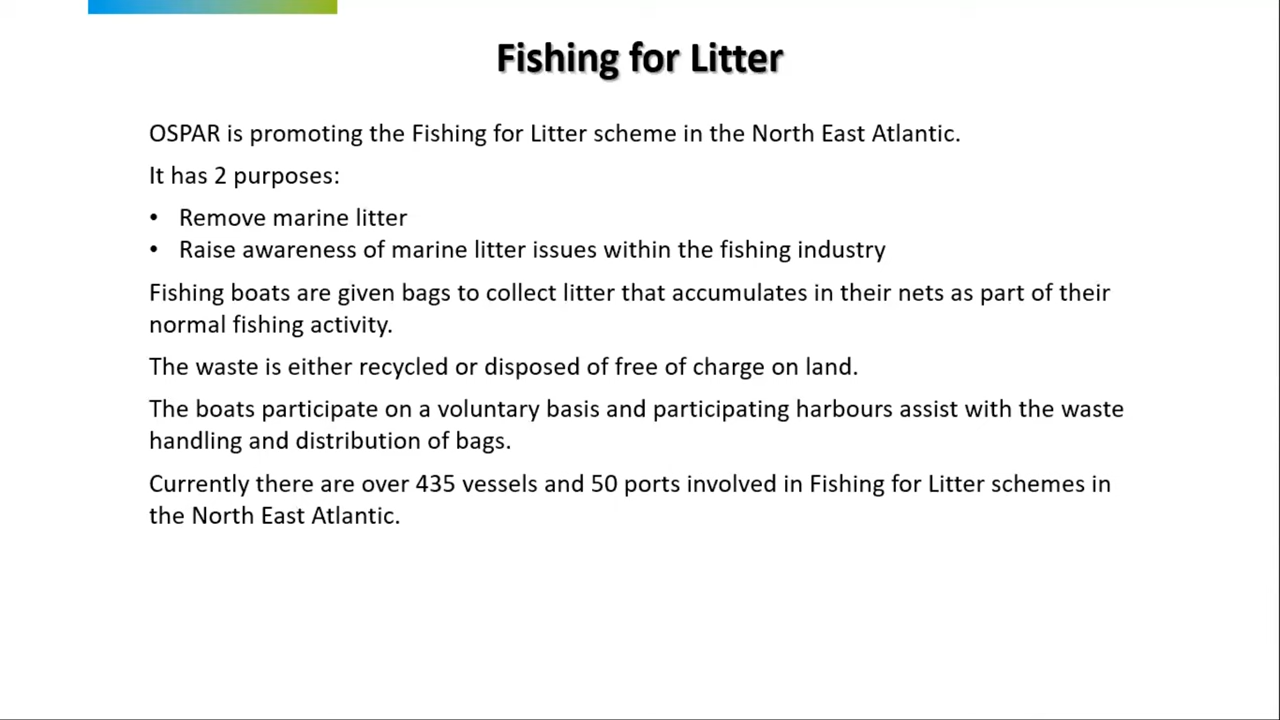 Fishing for Litter
OSPAR is promoting the Fishing for Litter scheme in the North East Atlantic.
It has 2 purposes:
• Remove marine litter
• Raise awareness of marine litter issues within the fishing industry
Fishing boats are given bags to collect litter that accumulates in their nets as part of their
normal fishing activity.
The waste is either recycled or disposed of free of charge on land.
The boats participate on a voluntary basis and participating harbours assist with the waste
handling and distribution of bags.
Currently there are over 435 vessels and 50 ports involved in Fishing for Litter schemes in
the North East Atlantic.